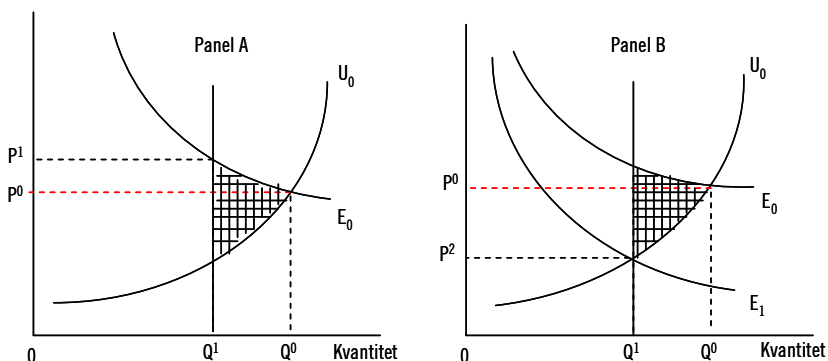 Panel A
U₀
P¹
P⁰
E₀
0
Q¹
Q⁰
Kvantitet
Panel B
U₀
P⁰
E₀
P²
E₁
0
Q¹
Q⁰
Kvantitet